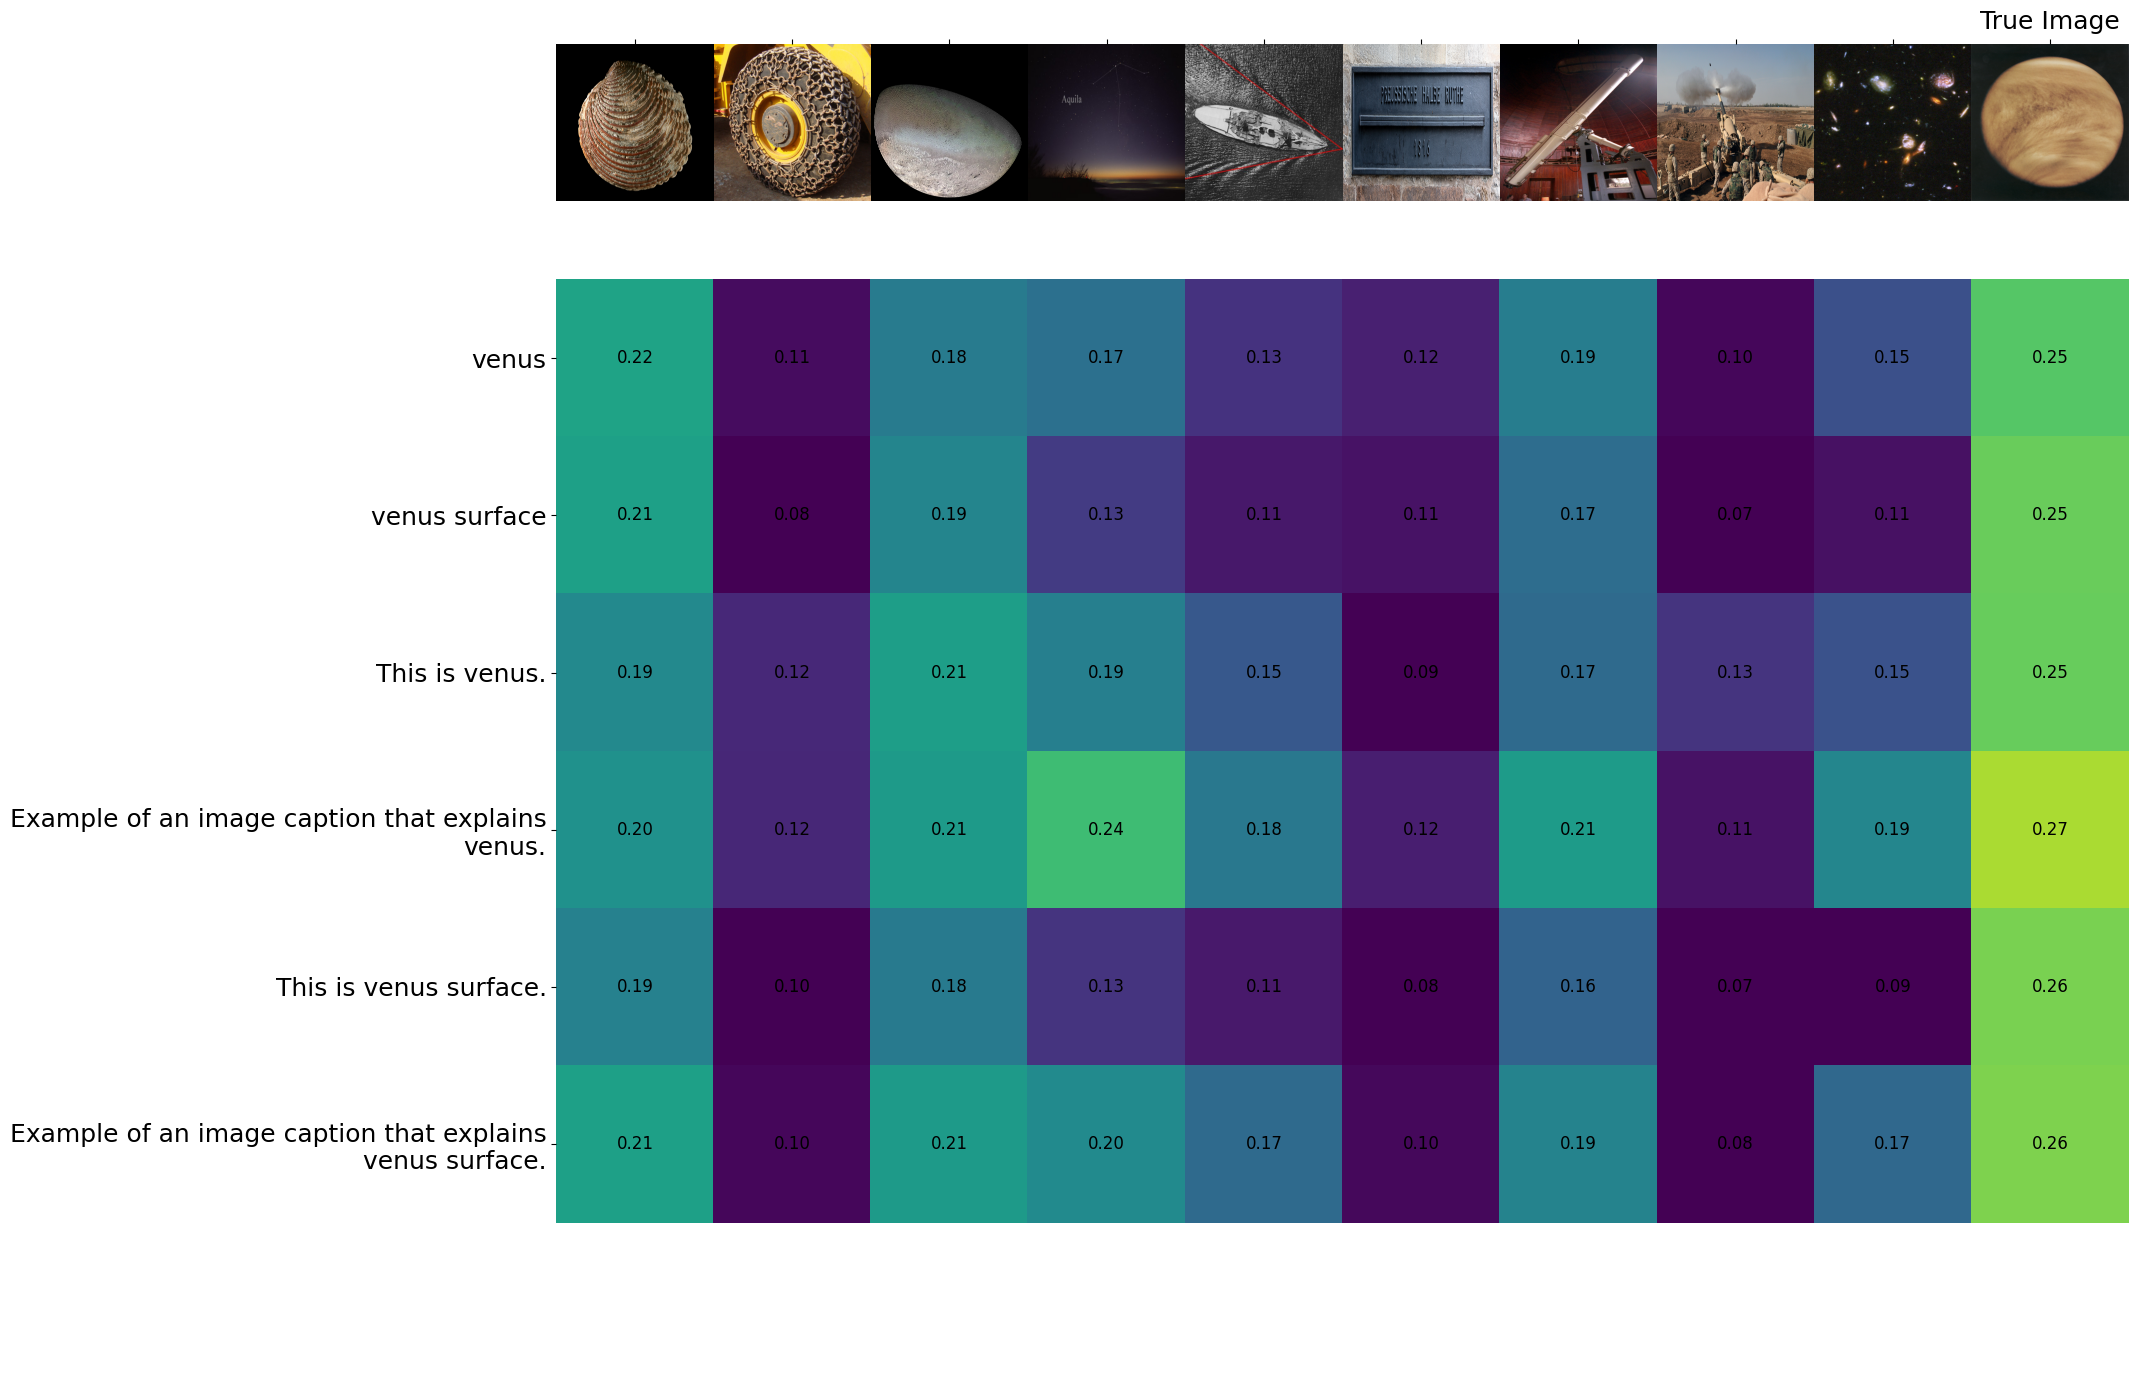 True Image
Aquila
PREUSSISCHE HALBE RUTHE
1816
venus
0.22 0.11 0.18 0.17 0.13 0.12 0.19 0.10 0.15 0.25
venus surface
0.21 0.08 0.19 0.13 0.11 0.11 0.17 0.07 0.11 0.25
This is venus.
0.19 0.12 0.21 0.19 0.15 0.09 0.17 0.13 0.15 0.25
Example of an image caption that explains
venus.
0.20 0.12 0.21 0.24 0.18 0.12 0.21 0.11 0.19 0.27
This is venus surface.
0.19 0.10 0.18 0.13 0.11 0.08 0.16 0.07 0.09 0.26
Example of an image caption that explains
venus surface.
0.21 0.10 0.21 0.20 0.17 0.10 0.19 0.08 0.17 0.26